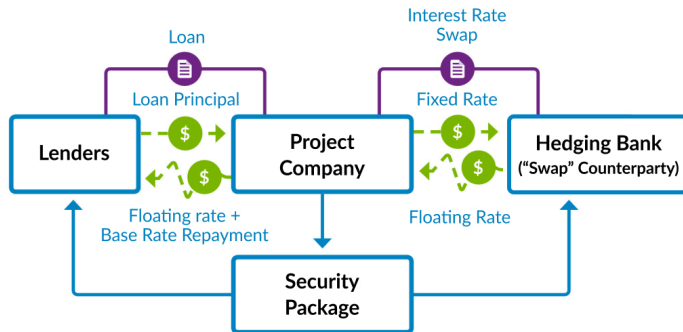 Loan
Interest Rate
Swap
Loan Principal
Fixed Rate
Lenders
$
$
Project
Company
$
$
Hedging Bank
(“Swap” Counterparty)
Floating rate +
Base Rate Repayment
Floating Rate
Security
Package